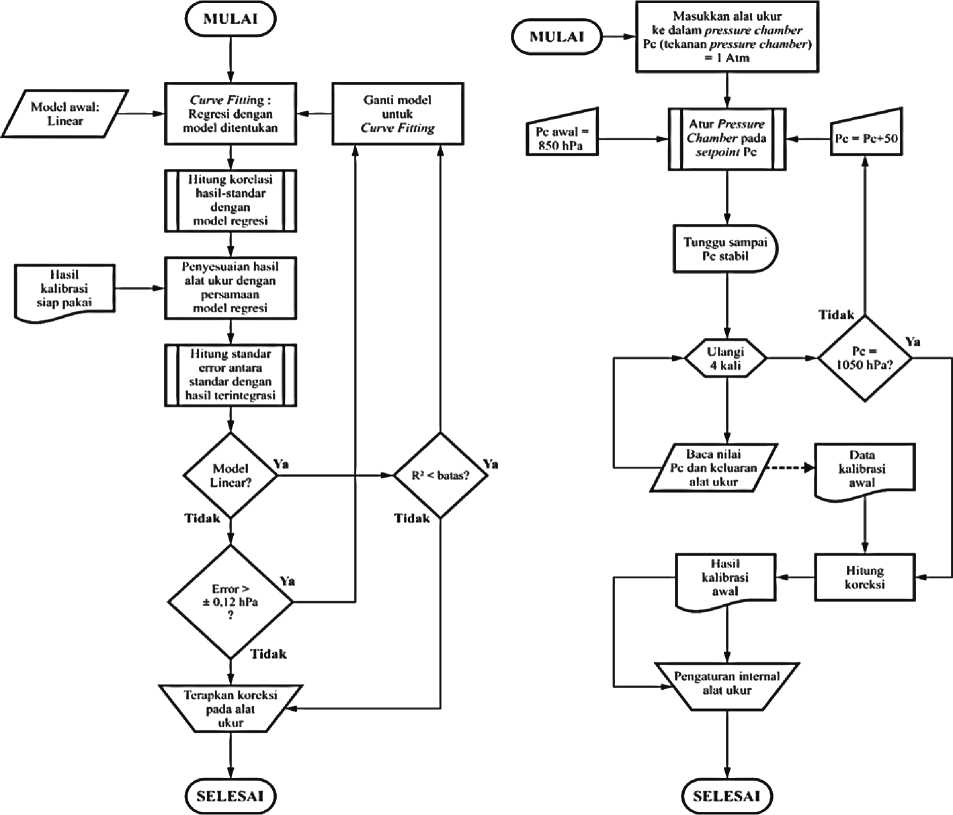 MULAI
Model awal:
Linear
Curve Fitting :
Regresi dengan
model ditentukan
Ganti model
untuk
Curve Fitting
Hitung korelasi
hasil-standar
dengan
model regresi
Hasil
kalibrasi
siap pakai
Penyesuaian hasil
alat ukur dengan
persamaan
model regresi
Hitung standar
error antara
standar dengan
hasil terintegrasi
Model
Linear?
Ya
Tidak
R² < batas?
Ya
Tidak
Error >
± 0,12 hPa
?
Ya
Tidak
Terapkan koreksi
pada alat
ukur
SELESAI
MULAI
Masukkan alat ukur
ke dalam pressure chamber
Pc (tekanan pressure chamber)
= 1 Atm
Pc awal =
850 hPa
Atur Pressure
Chamber pada
setpoint Pc
Pc = Pc+50
Tunggu sampai
Pc stabil
Ulangi
4 kali
Tidak
Pc =
1050 hPa?
Ya
Baca nilai
Pc dan keluaran
alat ukur
Data
kalibrasi
awal
Hasil
kalibrasi
awal
Hitung
koreksi
Pengaturan internal
alat ukur
SELESAI